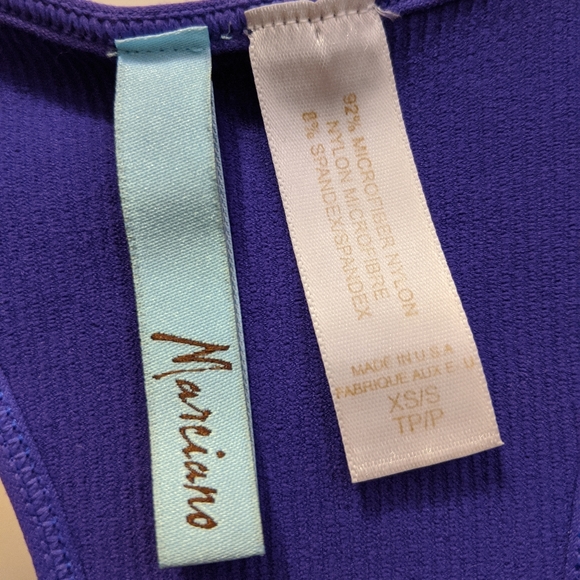 Marciano
92% MICROFIBER NYLON
NYLON MICROFIBRE
8% SPANDEX/SPANDEX
MADE IN U.S.A
FABRIQUE AUX E. U
XS/S
TP/P